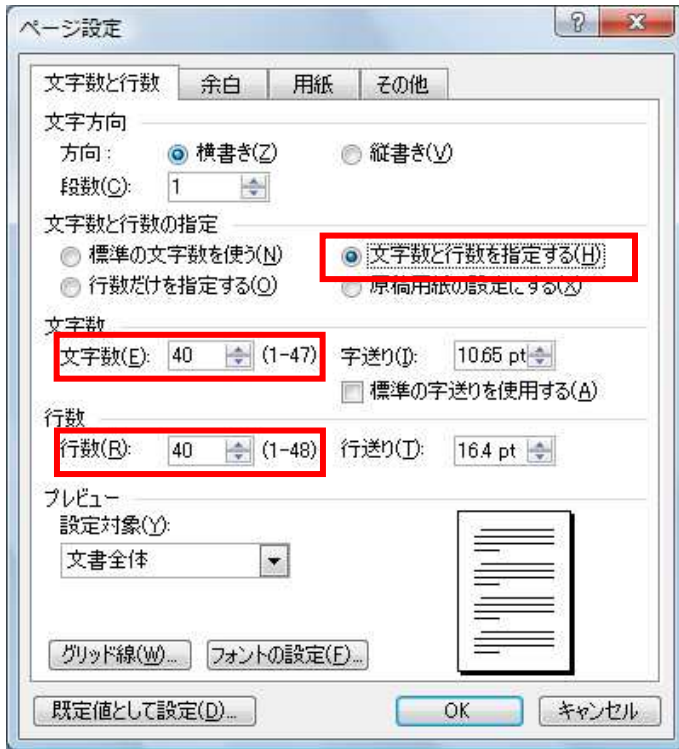 ページ設定
文字数と行数 余白 用紙 その他
文字方向
方向: 横書き(Z) 縦書き(V)
段数(C): 1
文字数と行数の指定
標準の文字数を使う(N) 文字数と行数を指定する(H)
行数だけを指定する(O) 原稿用紙の設定にする(X)
文字数
文字数(E): 40 (1-47) 字送り(I): 10.65 pt
標準の字送りを使用する(A)
行数
行数(R): 40 (1-48) 行送り(T): 16.4 pt
プレビュー
設定対象(Y):
文書全体
グリッド線(W)... フォントの設定(F)...
既定値として設定(D)... OK キャンセル